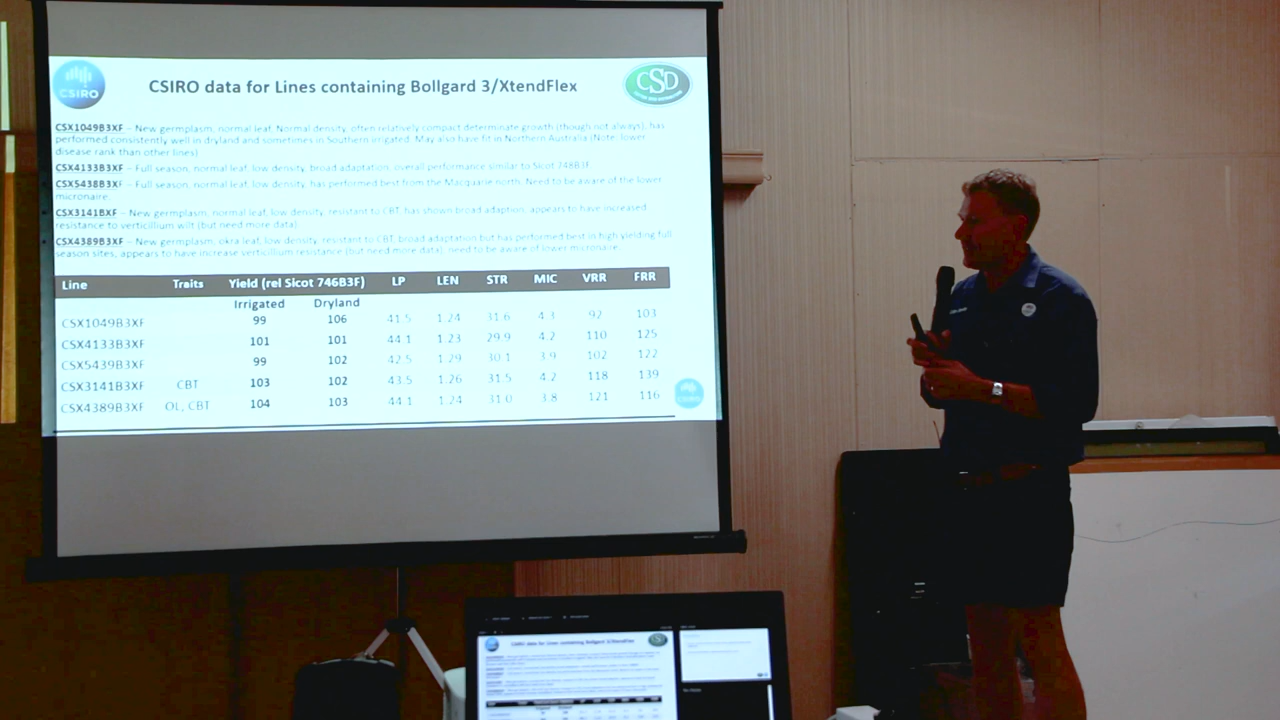 CSIRO
CSIRO data for Lines containing Bollgard 3/XtendFlex
CSD
CSX1049B3XF – New germplasm, normal leaf. Normal density, often relatively compact determinate growth (though not always), has
performed consistently well in dryland and sometimes in Southern irrigated. May also have fit in Northern Australia (Note: lower
disease rank than other lines)
CSX4133B3XF – Full season, normal leaf, low density, broad adaptation, overall performance similar to Sicot 748B3F.
CSX5438B3XF – Full season, normal leaf, low density, has performed best from the Macquarie north. Need to be aware of the lower
micronaire.
CSX3141BXF – New germplasm, normal leaf, low density, resistant to CBT, has shown broad adaption, appears to have increased
resistance to verticillium wilt (but need more data).
CSX4389B3XF – New germplasm, okra leaf, low density, resistant to CBT, broad adaptation but has performed best in high yielding full
season sites, appears to have increase verticillium resistance (but need more data); need to be aware of lower micronaire.
Line Traits Yield (rel Sicot 746B3F) LP LEN STR MIC VRR FRR
Irrigated Dryland
CSX1049B3XF 99 106 41.5 1.24 31.6 4.3 92 103
CSX4133B3XF 101 101 44.1 1.23 29.9 4.2 110 125
CSX5439B3XF 99 102 42.5 1.29 30.1 3.9 102 122
CSX3141B3XF CBT 103 102 43.5 1.26 31.5 4.2 118 139
CSX4389B3XF OL, CBT 104 103 44.1 1.24 31.0 3.8 121 116
CSIRO
CSIRO data for Lines containing Bollgard 3/XtendFlex